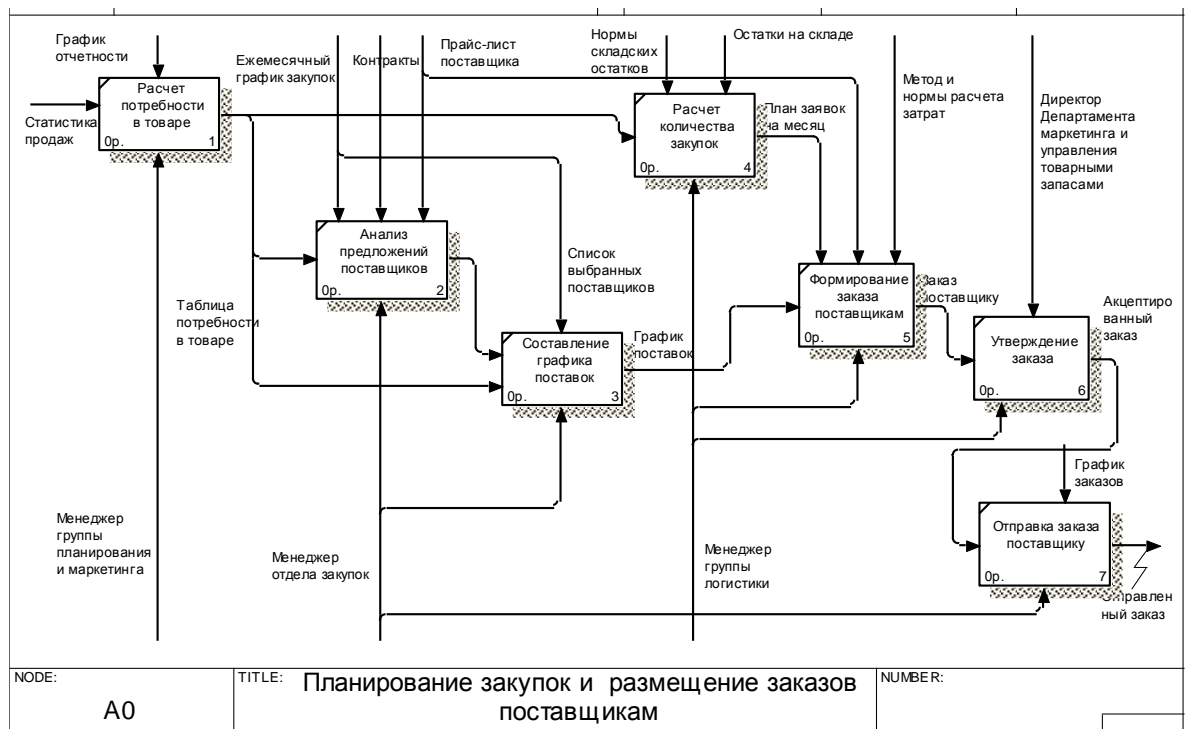 График
отчетности
Расчет
потребности
в товаре
0р. 1
Статистика
продаж
Ежемесячный
график закупок
Контракты
Прайс-лист
поставщика
Нормы
складских
остатков
Остатки на складе
Расчет
количества
закупок
0р. 4
План заявок
на месяц
Метод и
нормы расчета
затрат
Директор
Департамента
маркетинга и
управления
товарными
запасами
Анализ
предложений
поставщиков
0р. 2
Таблица
потребности
в товаре
Список
выбранных
поставщиков
Составление
графика
поставок
0р. 3
График
поставок
Формирование
заказа
поставщикам
0р. 5
Заказ
поставщику
Утверждение
заказа
0р. 6
Акцептиро
ванный
заказ
График
заказов
Отправка заказа
поставщику
0р. 7
Отправлен
ный заказ
Менеджер
группы
планирования
и маркетинга
Менеджер
отдела закупок
Менеджер
группы
логистики
NODE:
A0
TITLE: Планирование закупок и размещение заказов
поставщикам
NUMBER: